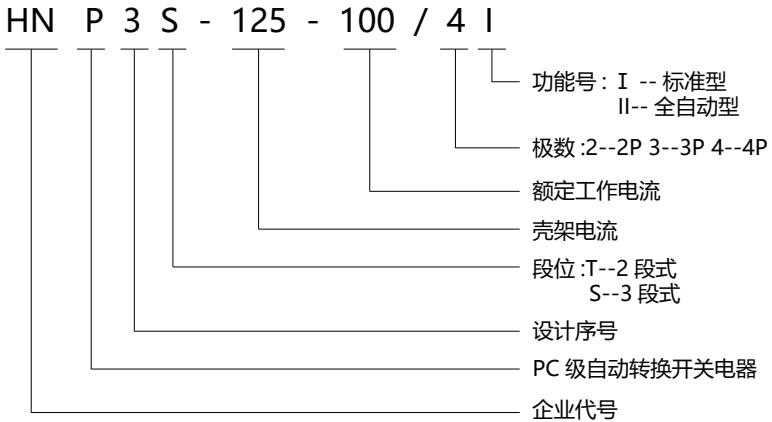 HN P 3 S - 125 - 100 / 4 I
功能号: I -- 标准型
II-- 全自动型
极数:2--2P 3--3P 4--4P
额定工作电流
壳架电流
段位:T--2段式
S--3段式
设计序号
PC级自动转换开关电器
企业代号